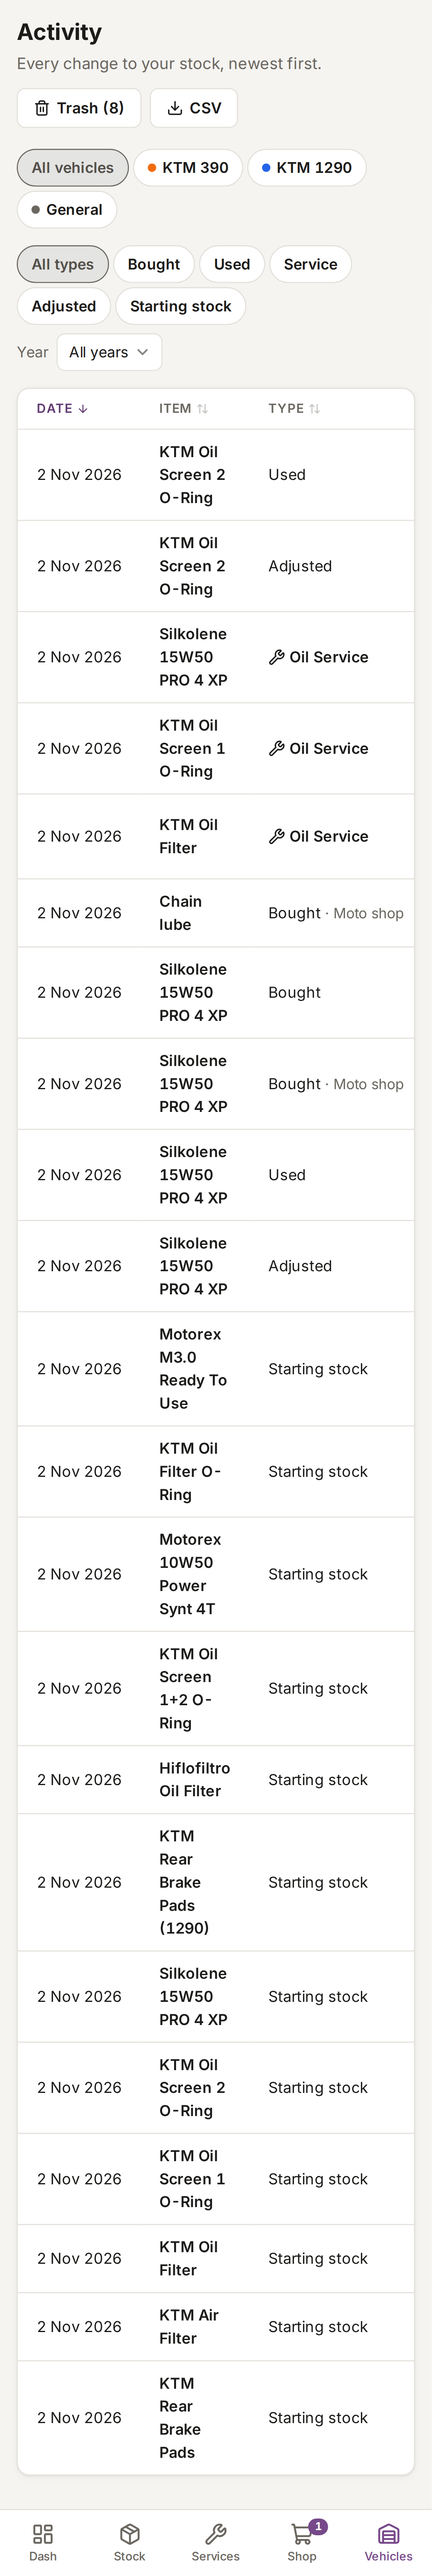 Activity
Every change to your stock, newest first.
Trash (8) CSV
All vehicles KTM 390 KTM 1290
General
All types Bought Used Service
Adjusted Starting stock
Year All years
DATE ITEM TYPE
KTM Oil
2 Nov 2026 Screen 2 Used
O-Ring
KTM Oil
2 Nov 2026 Screen 2 Adjusted
O-Ring
Silkolene
2 Nov 2026 15W50 Oil Service
PRO 4 XP
KTM Oil
2 Nov 2026 Screen 1 Oil Service
O-Ring
KTM Oil
2 Nov 2026 Oil Service
Filter
Chain
2 Nov 2026 Bought · Moto shop
lube
Silkolene
2 Nov 2026 15W50 Bought
PRO 4 XP
Silkolene
2 Nov 2026 15W50 Bought · Moto shop
PRO 4 XP
Silkolene
2 Nov 2026 15W50 Used
PRO 4 XP
Silkolene
2 Nov 2026 15W50 Adjusted
PRO 4 XP
Motorex
M3.0
2 Nov 2026 Starting stock
Ready To
Use
KTM Oil
2 Nov 2026 Filter O- Starting stock
Ring
Motorex
10W50
2 Nov 2026 Starting stock
Power
Synt 4T
KTM Oil
Screen
2 Nov 2026 Starting stock
1+2 O-
Ring
Hiflofiltro
2 Nov 2026 Starting stock
Oil Filter
KTM
Rear
2 Nov 2026 Brake Starting stock
Pads
(1290)
Silkolene
2 Nov 2026 15W50 Starting stock
PRO 4 XP
KTM Oil
2 Nov 2026 Screen 2 Starting stock
O-Ring
KTM Oil
2 Nov 2026 Screen 1 Starting stock
O-Ring
KTM Oil
2 Nov 2026 Starting stock
Filter
KTM Air
2 Nov 2026 Starting stock
Filter
KTM
Rear
2 Nov 2026 Starting stock
Brake
Pads
1
Dash Stock Services Shop Vehicles